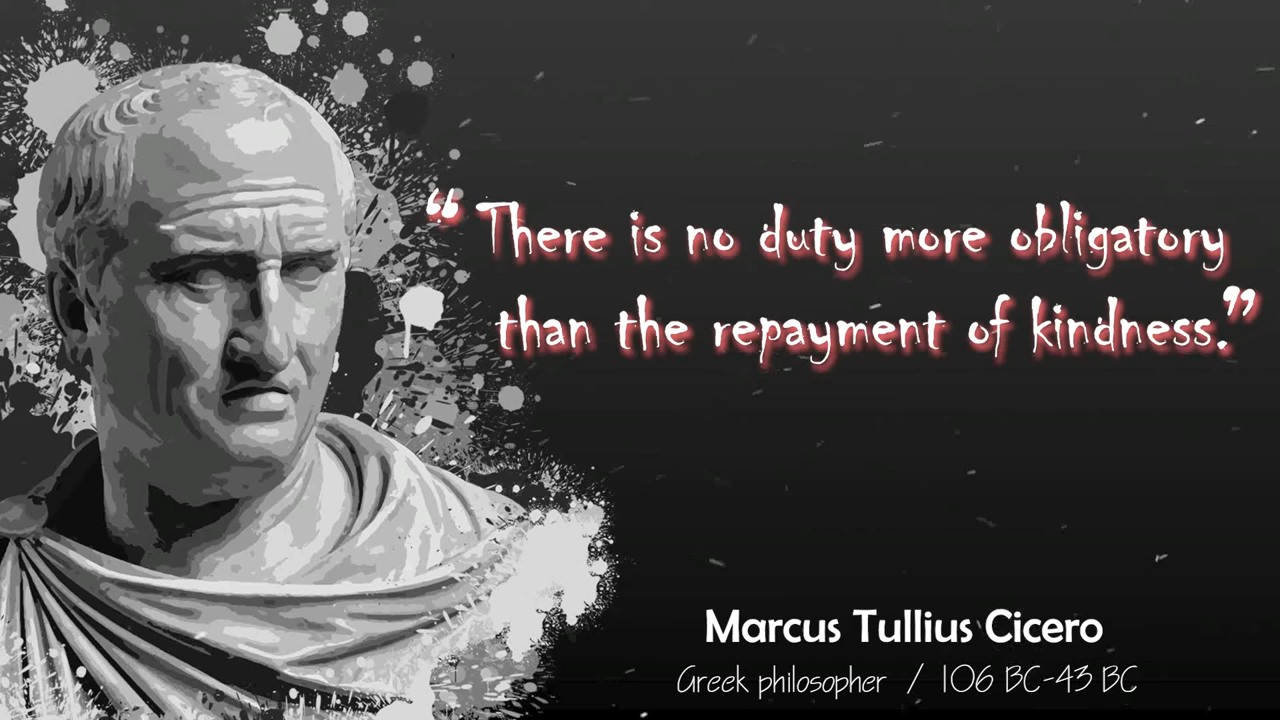 “ There is no duty more obligatory
than the repayment of kindness.”
Marcus Tullius Cicero
Greek philosopher / 106 BC-43 BC